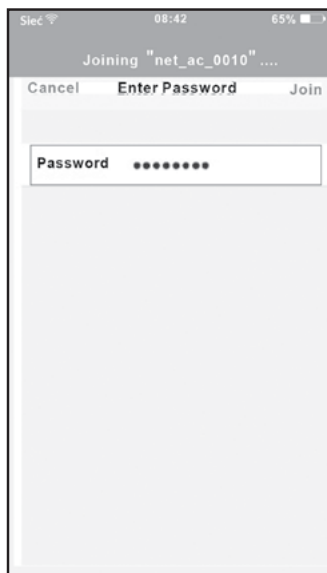 Sieć 08:42 65%
Joining "net_ac_0010"....
Cancel Enter Password Join
Password ●●●●●●●●